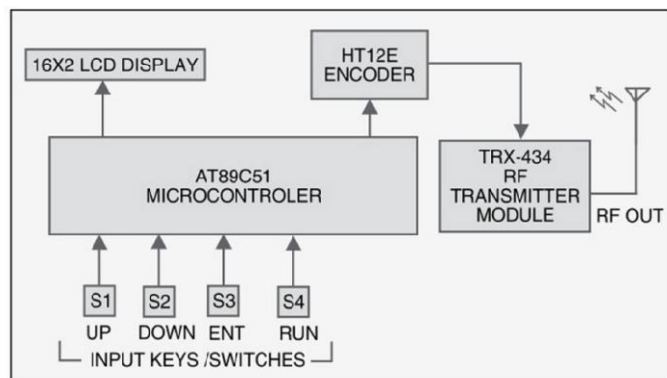 16X2 LCD DISPLAY
HT12E
ENCODER
AT89C51
MICROCONTROLER
TRX-434
RF
TRANSMITTER
MODULE
RF OUT
S1 S2 S3 S4
UP DOWN ENT RUN
INPUT KEYS /SWITCHES